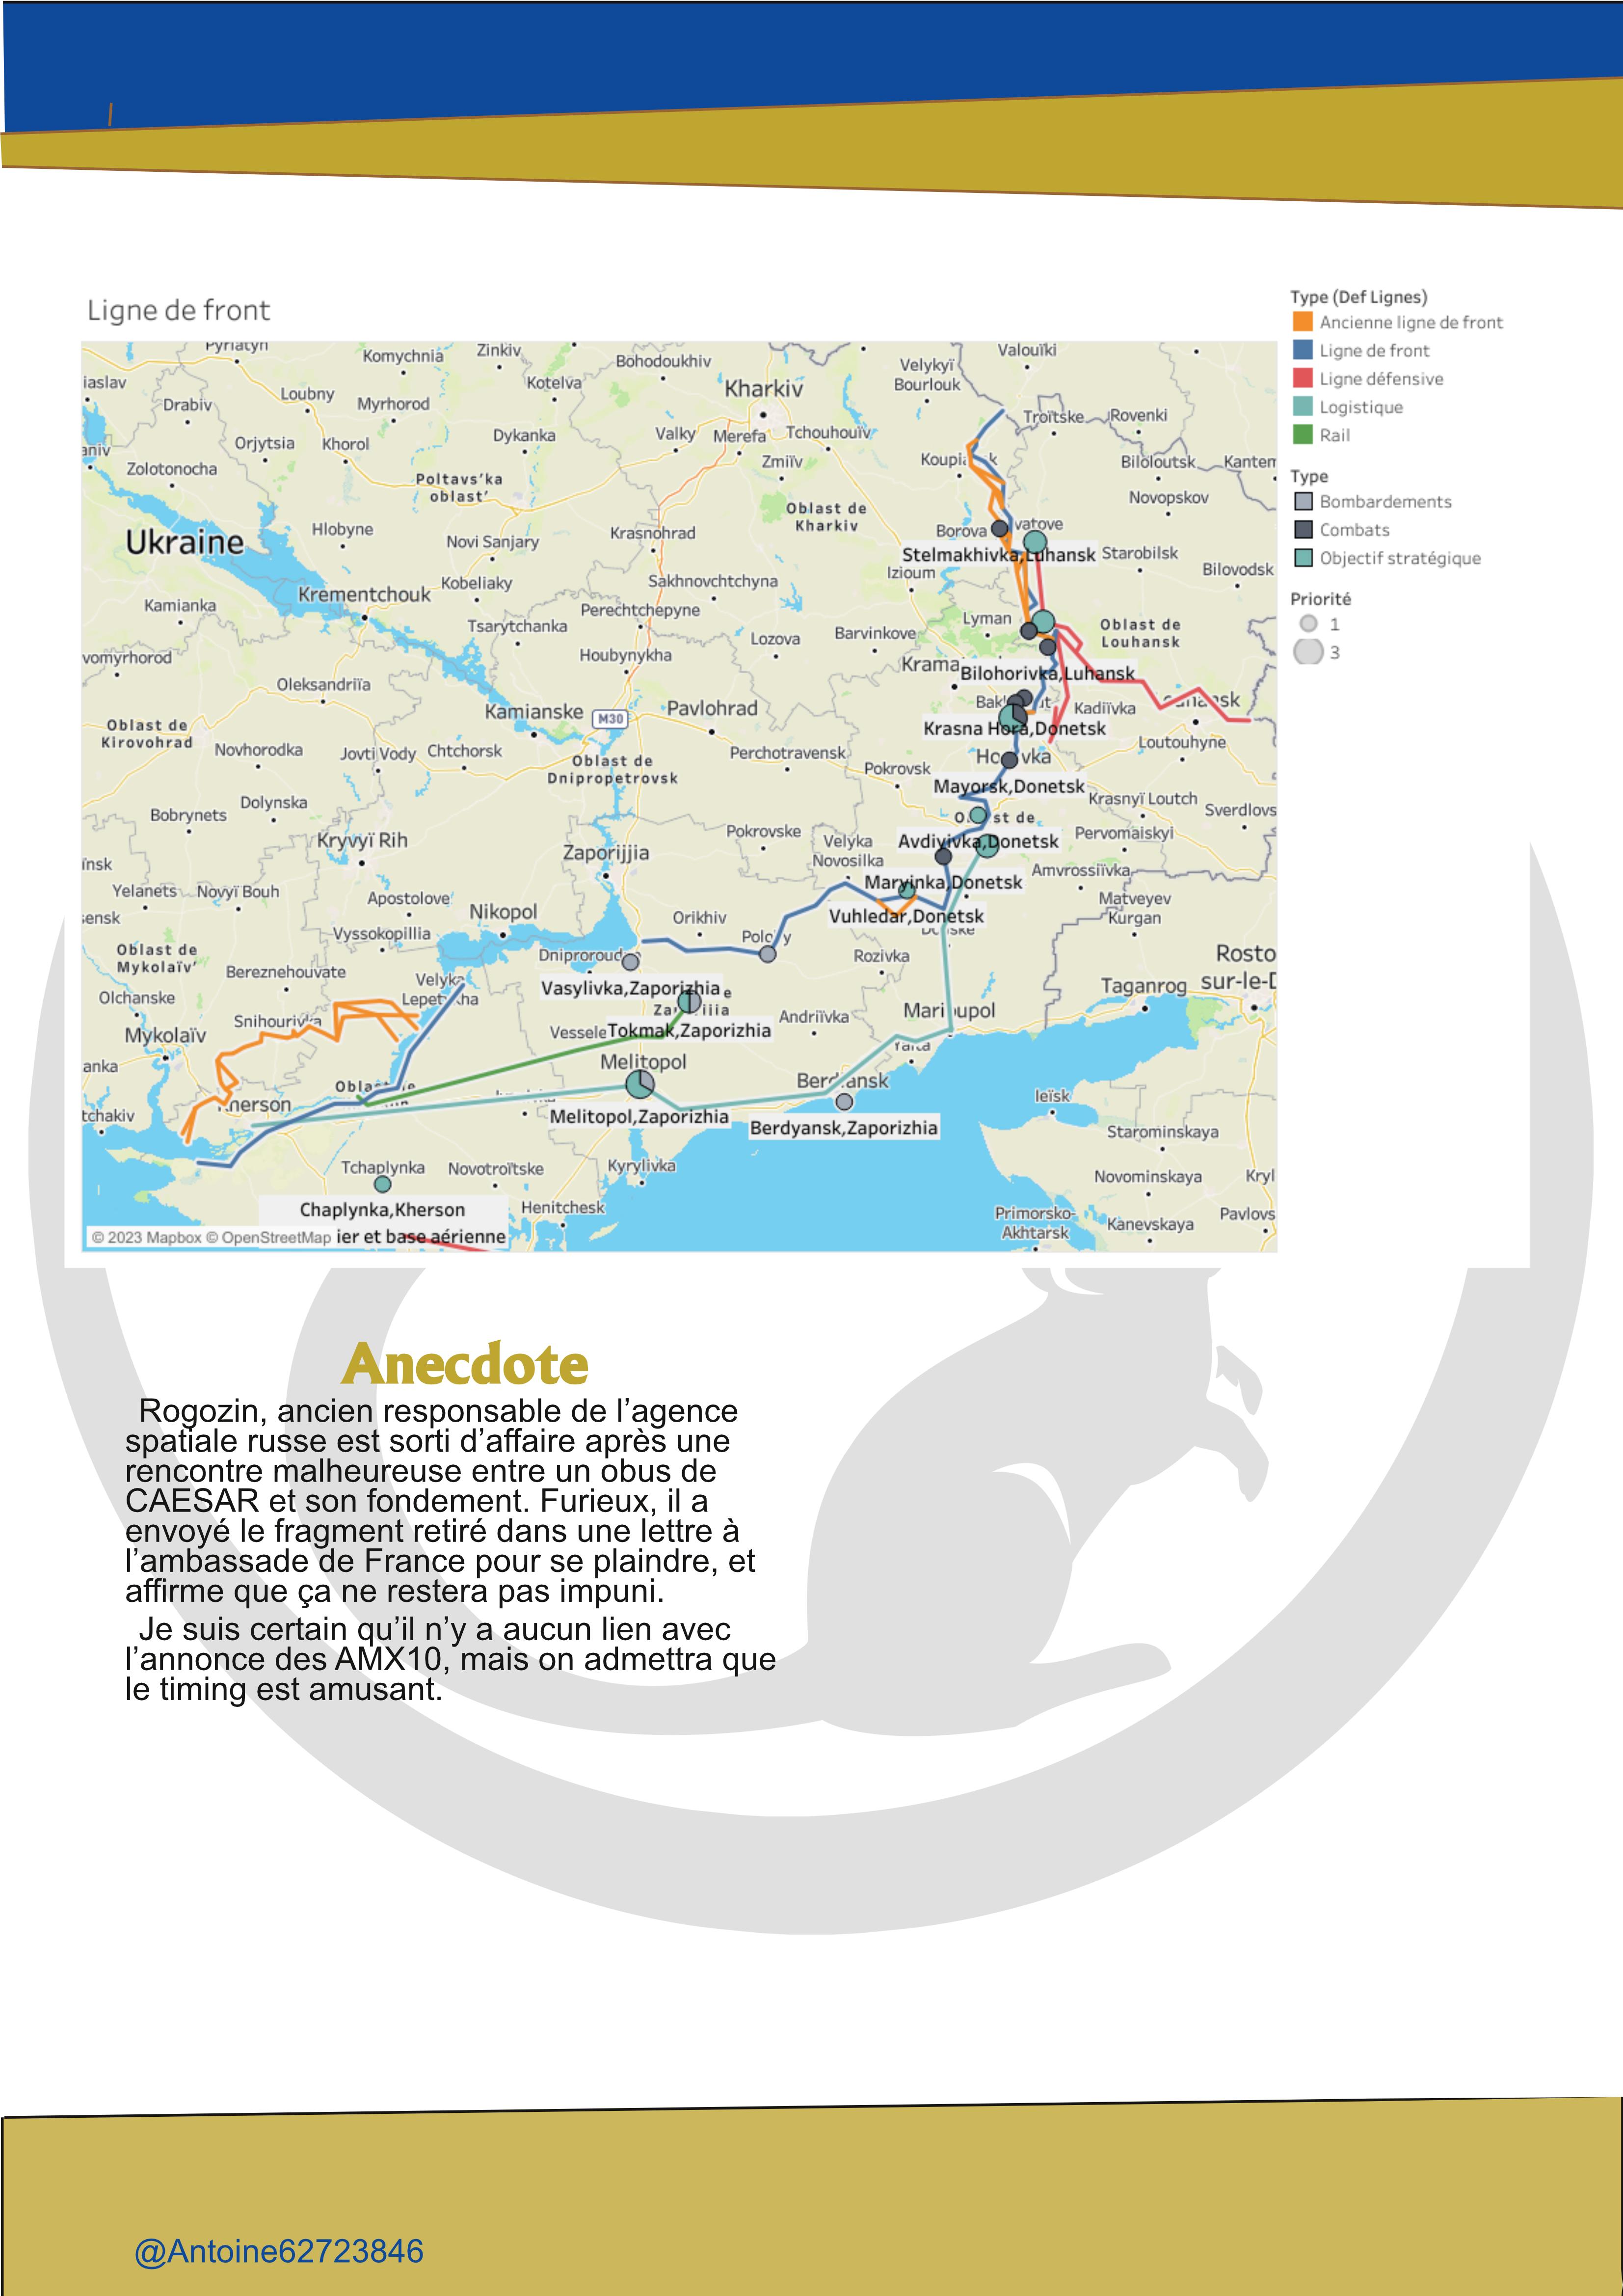 Ligne de front
Pyriatyn
Komychnia
Zinkiv
Bohodoukhiv
Velykyï
Bourlouk
Valouïki
iaslav
Drabiv
Loubny
Myrhorod
Kotelva
Kharkiv
Troïtske
Rovenki
aniv
Zolotonocha
Orjytsia
Khorol
Dykanka
Valky
Merefa
Tchouhouïv
Zmiïv
Biloloutsk
Kantem
Poltavs'ka
oblast'
Oblast de
Kharkiv
Novopskov
Ukraine
Hlobyne
Novi Sanjary
Krasnohrad
Borova
vatove
Stelmakhivka,Luhansk
Starobilsk
Izioum
Bilovodsk
Kamianka
Krementchouk
Kobeliaky
Sakhnovchtchyna
Perechtchepyne
Tsarytchanka
Lozova
Barvinkove
Lyman
Oblast de
Louhansk
vomyrhorod
Houbynykha
Krama
Bilohorivka,Luhansk
Oleksandriïa
Kamianske
M30
Pavlohrad
Kadiïvka
Krasna Hora,Donetsk
Oblast de
Kirovohrad
Novhorodka
Jovti Vody
Chtchorsk
Perchotravensk
Loutouhyne
Oblast de
Dnipropetrovsk
Pokrovsk
Mayorsk,Donetsk
Krasnyï Loutch
Sverdlovs
Bobrynets
Dolynska
Kryvyï Rih
Zaporijjia
Pokrovske
Velyka
Novosilka
Avdiyivka,Donetsk
Pervomaiskyi
ïnsk
Yelanets
Novyï Bouh
Apostolove
Maryinka,Donetsk
Amvrossiïvka
Matveyev
Kurgan
ensk
Nikopol
Orikhiv
Vuhledar,Donetsk
Vyssokopillia
Oblast de
Mykolaïv'
Bereznehouvate
Rozivka
Rosto
sur-le-D
Olchanske
Vasylivka,Zaporizhia
Taganrog
Mykolaïv
Snihourivka
Vessele
Tokmak,Zaporizhia
Andriïvka
anka
Melitopol
Yalta
tchakiv
Melitopol,Zaporizhia
Berdyansk,Zaporizhia
Ieïsk
Starominskaya
Tchaplynka
Novotroïtske
Kyrylivka
Novominskaya
Kryl
Chaplynka,Kherson
Henitchesk
Primorsko-
Akhtarsk
Kanevskaya
Pavlovs
© 2023 Mapbox © OpenStreetMap ier et base aérienne
Type (Def Lignes)
Ancienne ligne de front
Ligne de front
Ligne défensive
Logistique
Rail
Type
Bombardements
Combats
Objectif stratégique
Priorité
1
3
Anecdote
Rogozin, ancien responsable de l’agence
spatiale russe est sorti d’affaire après une
rencontre malheureuse entre un obus de
CAESAR et son fondement. Furieux, il a
envoyé le fragment retiré dans une lettre à
l’ambassade de France pour se plaindre, et
affirme que ça ne restera pas impuni.
Je suis certain qu’il n’y a aucun lien avec
l’annonce des AMX10, mais on admettra que
le timing est amusant.
@Antoine62723846